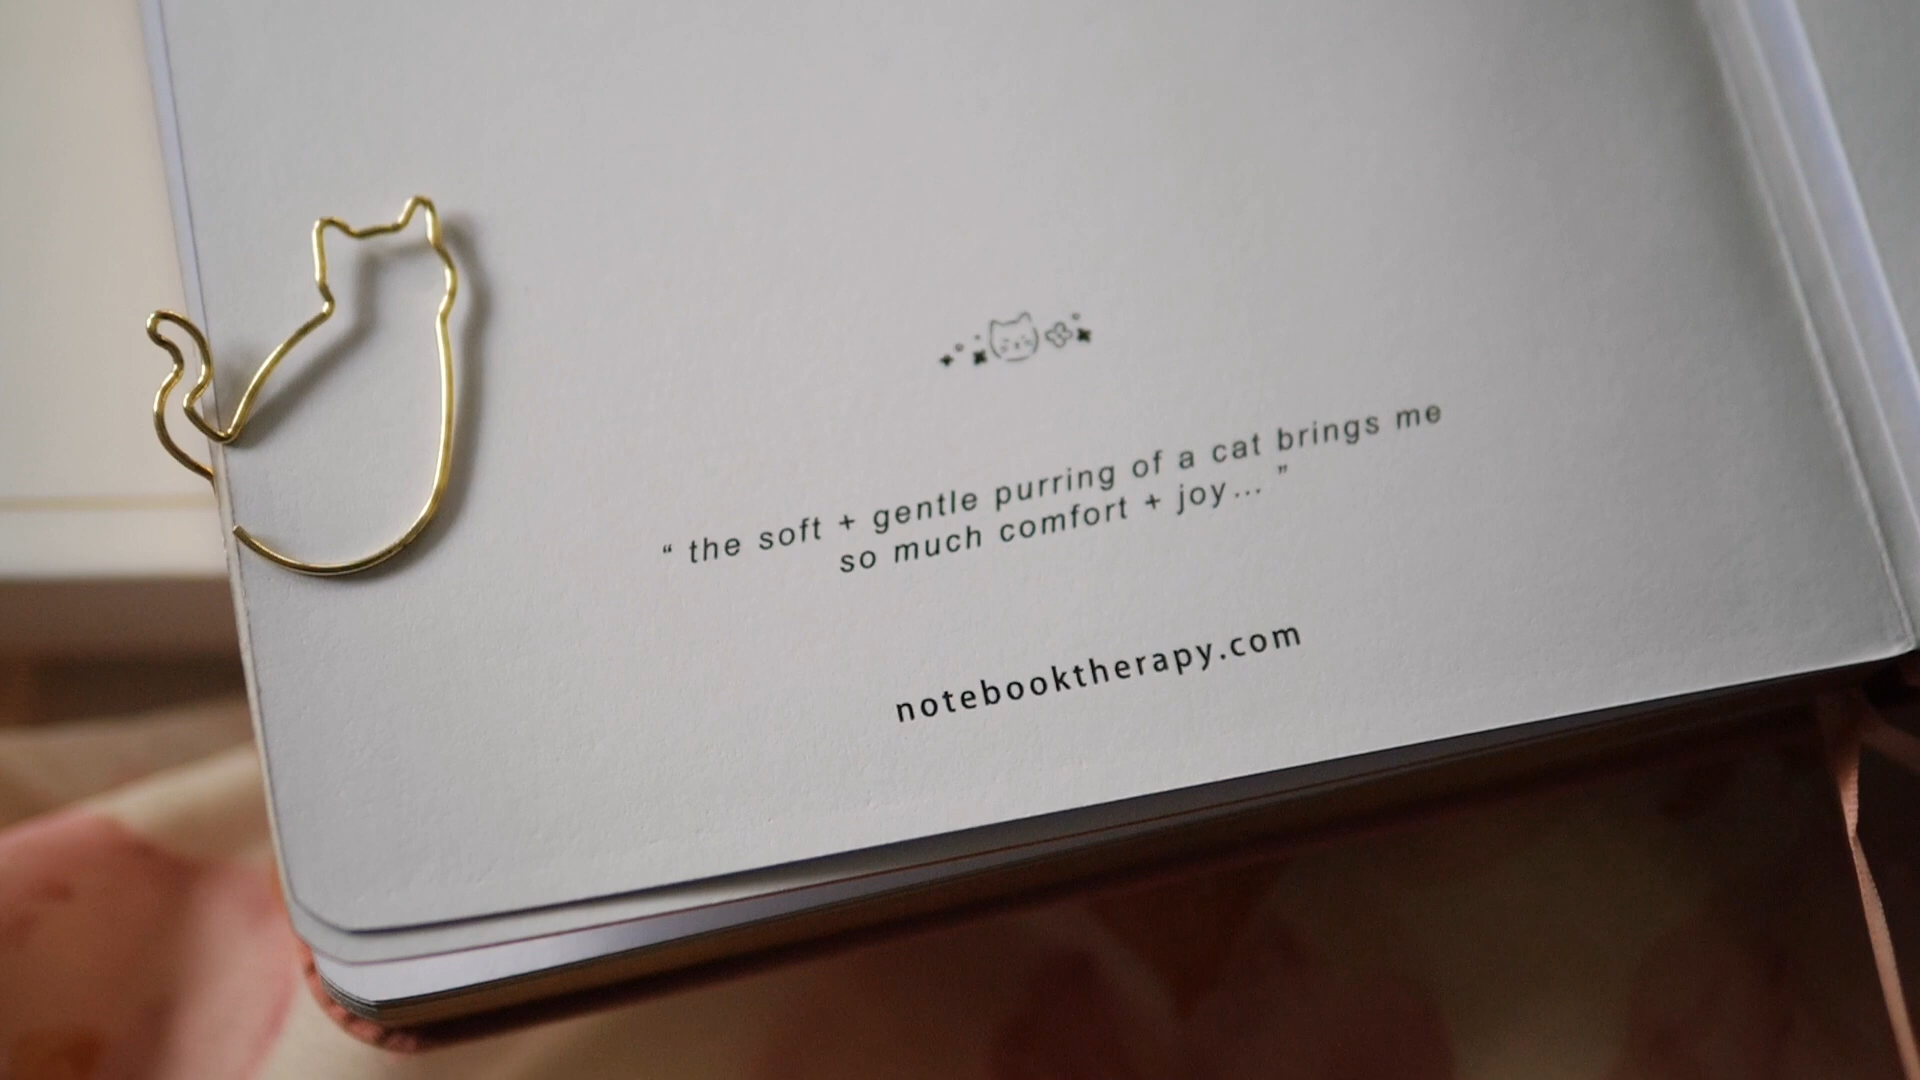 “ the soft + gentle purring of a cat brings me
so much comfort + joy... ”
notebooktherapy.com